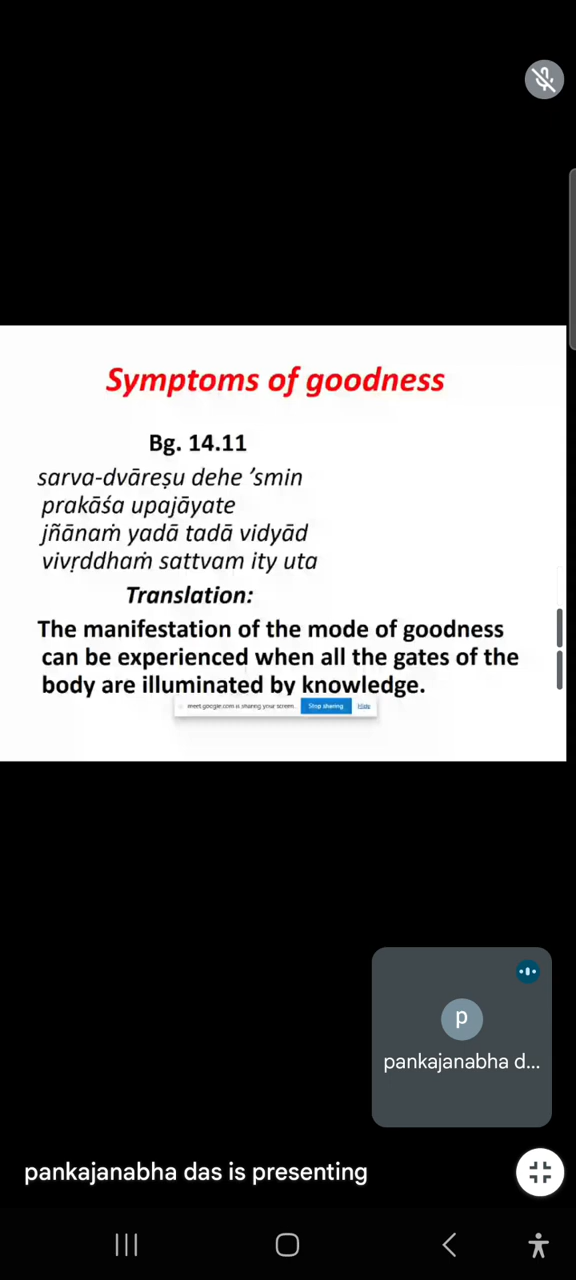 Symptoms of goodness
Bg. 14.11
sarva-dvāreṣu dehe ’smin
prakāśa upajāyate
jñānaṁ yadā tadā vidyād
vivṛddhaṁ sattvam ity uta
Translation:
The manifestation of the mode of goodness
can be experienced when all the gates of the
body are illuminated by knowledge.
meet.google.com is sharing your screen. Stop sharing Hide
p
pankajanabha d...
pankajanabha das is presenting